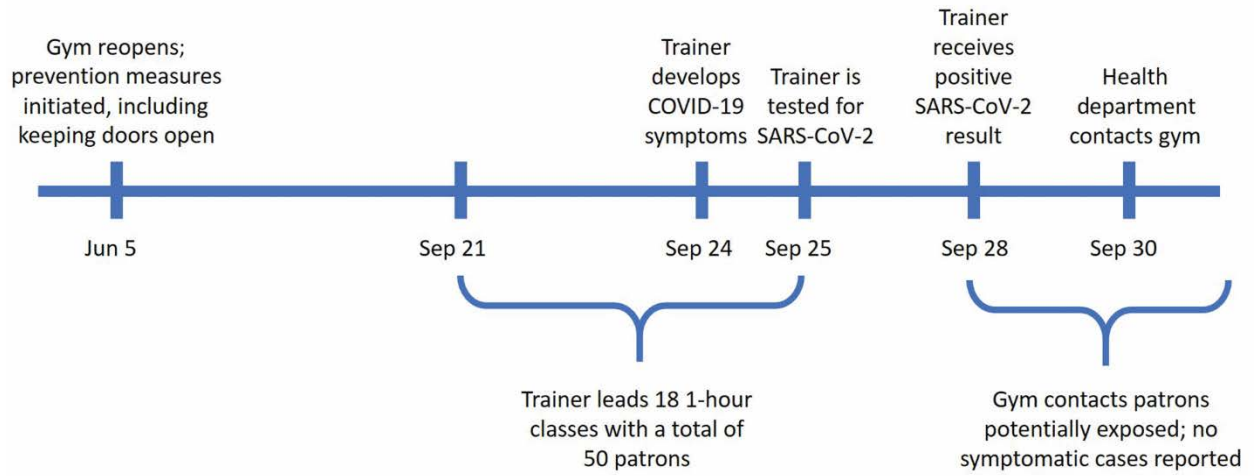 Gym reopens;
prevention measures
initiated, including
keeping doors open
Trainer
develops
COVID-19
symptoms
Trainer is
tested for
SARS-CoV-2
Trainer
receives
positive
SARS-CoV-2
result
Health
department
contacts gym
Jun 5
Sep 21
Sep 24
Sep 25
Sep 28
Sep 30
Trainer leads 18 1-hour
classes with a total of
50 patrons
Gym contacts patrons
potentially exposed; no
symptomatic cases reported